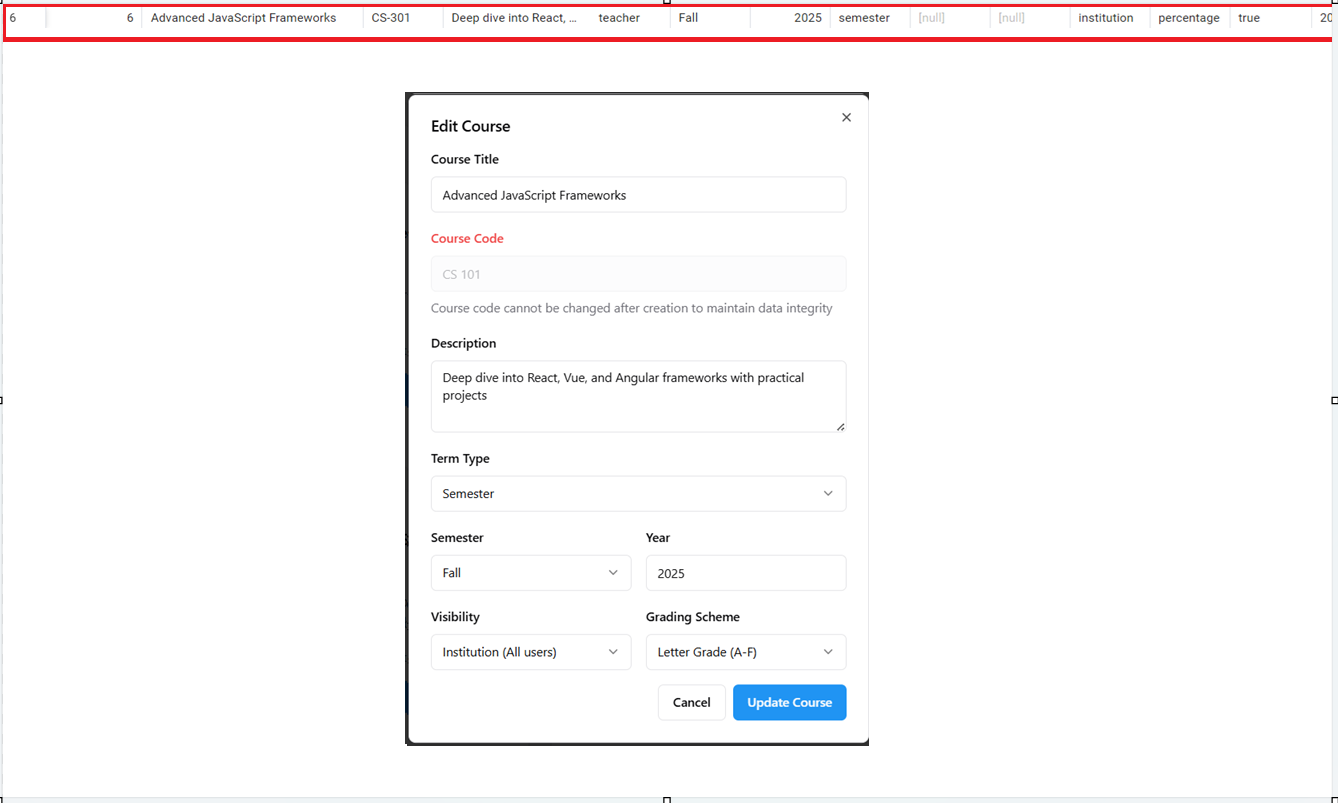 6 6 Advanced JavaScript Frameworks CS-301 Deep dive into React, ... teacher Fall 2025 semester [null] [null] institution percentage true 20
Edit Course
Course Title
Advanced JavaScript Frameworks
Course Code
CS 101
Course code cannot be changed after creation to maintain data integrity
Description
Deep dive into React, Vue, and Angular frameworks with practical
projects
Term Type
Semester
Semester Year
Fall 2025
Visibility Grading Scheme
Institution (All users) Letter Grade (A-F)
Cancel Update Course